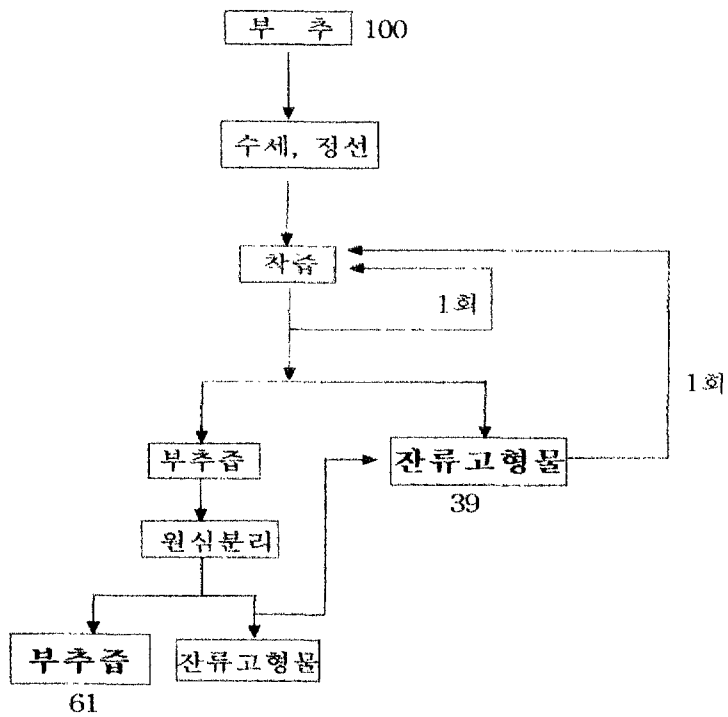 부 추 100
수세, 정선
착즙
1회
1회
부추즙
잔류고형물
39
원심분리
부추즙
잔류고형물
61